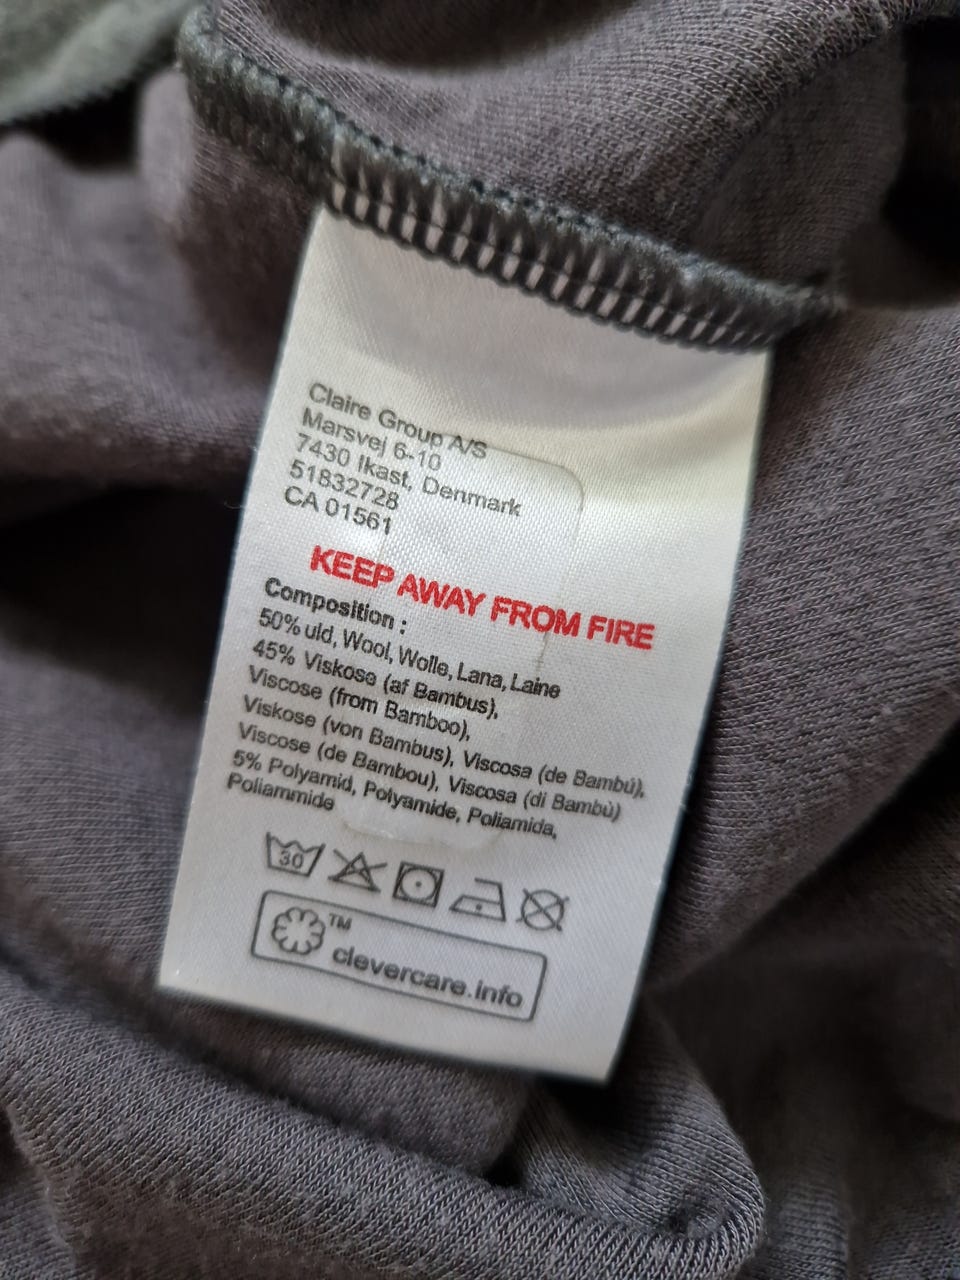 Claire Group A/S
Marsvej 6-10
7430 Ikast, Denmark
51832728
CA 01561
KEEP AWAY FROM FIRE
Composition :
50% uld, Wool, Wolle, Lana, Laine
45% Viskose (af Bambus),
Viscose (from Bamboo),
Viskose (von Bambus), Viscosa (de Bambú),
Viscose (de Bambou), Viscosa (di Bambù)
5% Polyamid, Polyamide, Poliamida,
Poliammide
30
™
clevercare.info